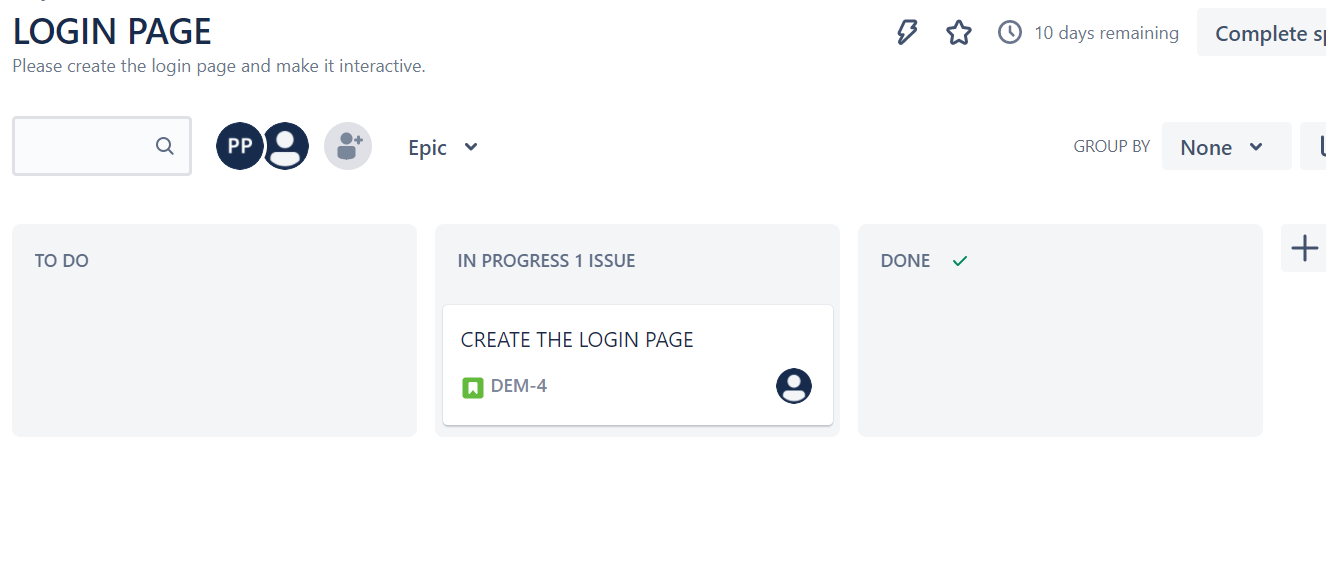 LOGIN PAGE
Please create the login page and make it interactive.
10 days remaining
Complete
PP
Epic
GROUP BY
None
TO DO
IN PROGRESS 1 ISSUE
DONE
CREATE THE LOGIN PAGE
DEM-4